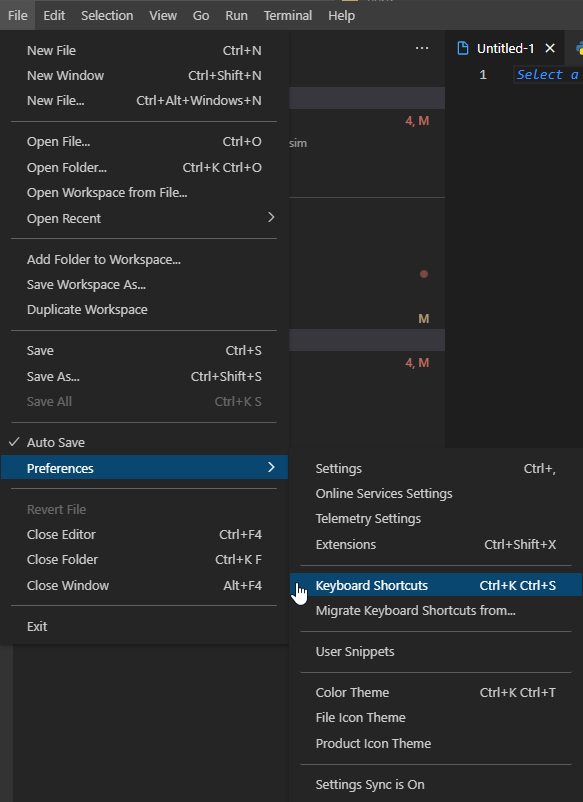 File Edit Selection View Go Run Terminal Help
New File Ctrl+N
New Window Ctrl+Shift+N
New File... Ctrl+Alt+Windows+N
Open File... Ctrl+O
Open Folder... Ctrl+K Ctrl+O
Open Workspace from File...
Open Recent
Add Folder to Workspace...
Save Workspace As...
Duplicate Workspace
Save Ctrl+S
Save As... Ctrl+Shift+S
Save All Ctrl+K S
Auto Save
Preferences
Revert File
Close Editor Ctrl+F4
Close Folder Ctrl+K F
Close Window Alt+F4
Exit
...
4, M
sim
M
4, M
Untitled-1
1 Select a
Settings Ctrl+,
Online Services Settings
Telemetry Settings
Extensions Ctrl+Shift+X
Keyboard Shortcuts Ctrl+K Ctrl+S
Migrate Keyboard Shortcuts from...
User Snippets
Color Theme Ctrl+K Ctrl+T
File Icon Theme
Product Icon Theme
Settings Sync is On